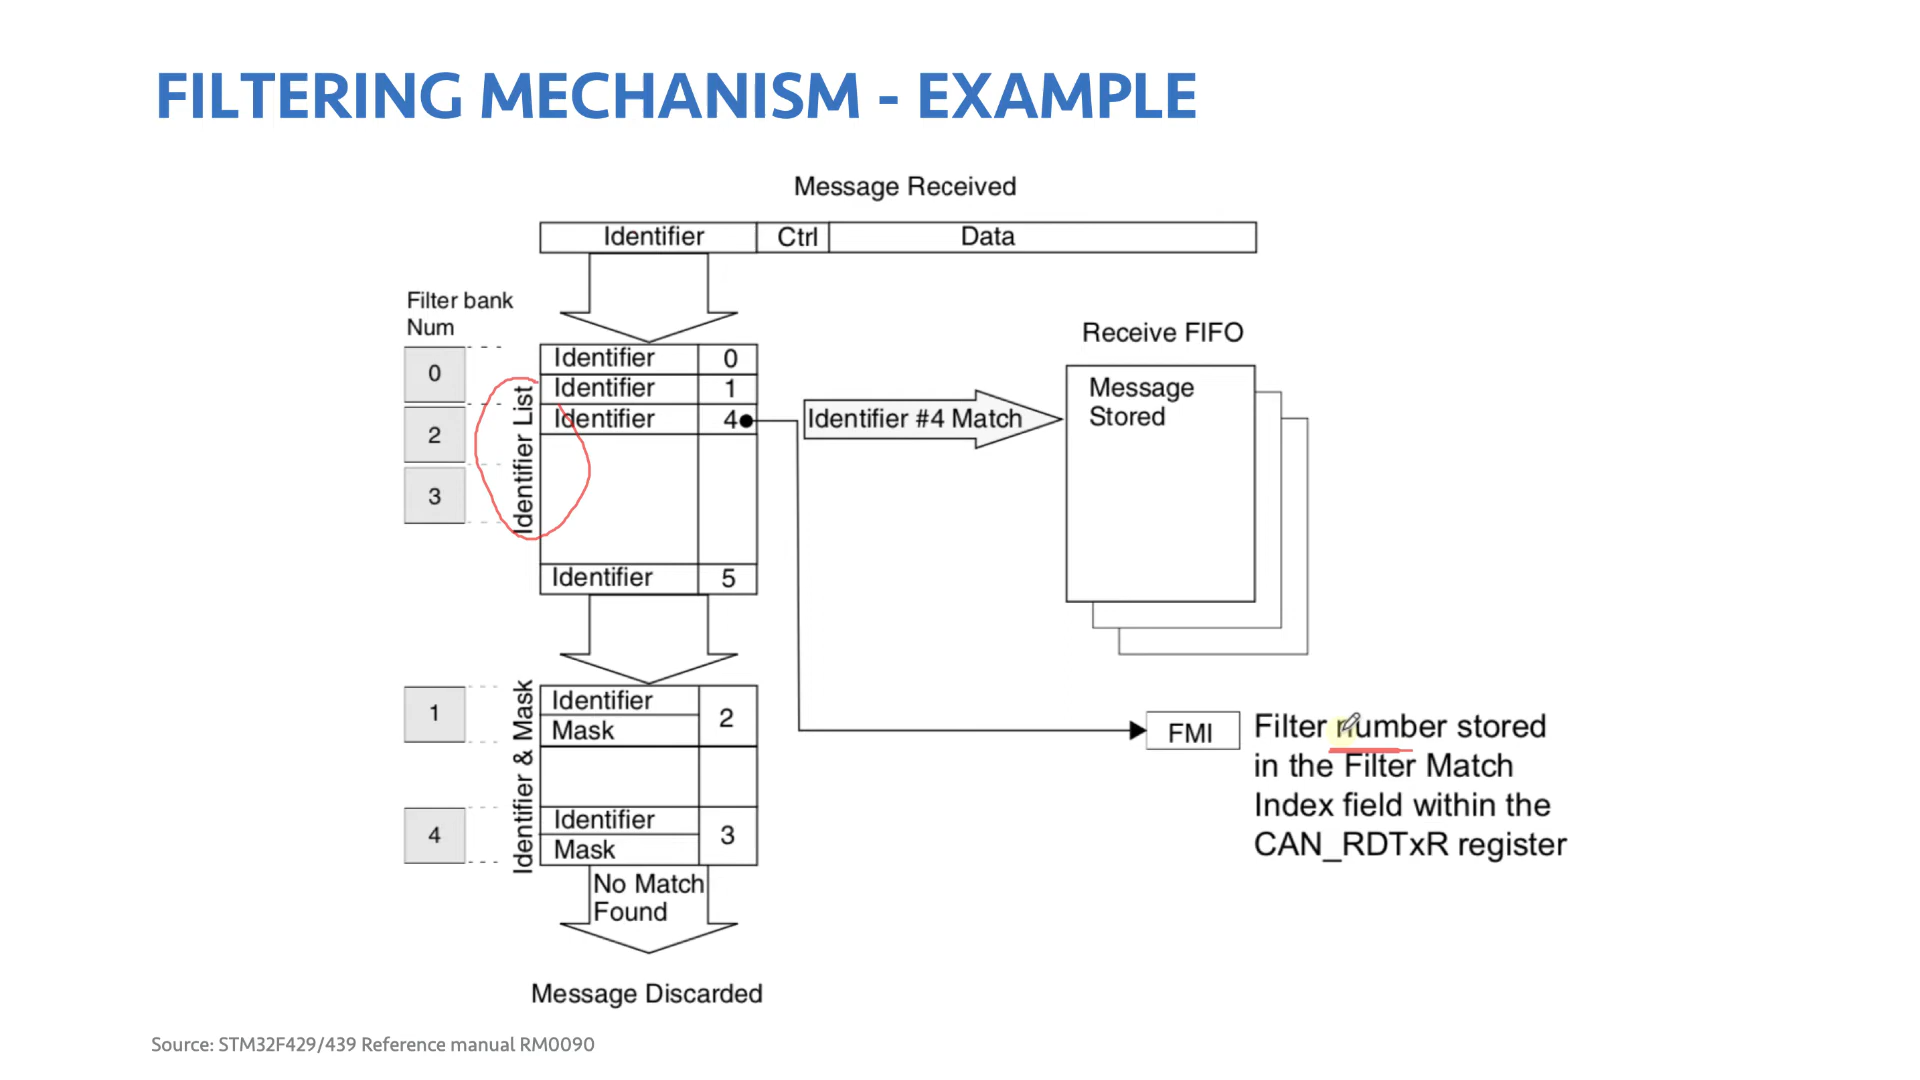 FILTERING MECHANISM - EXAMPLE
Message Received
Identifier Ctrl Data
Filter bank
Num
0
2
3
Identifier List
Identifier 0
Identifier 1
Identifier 4
Identifier 5
Identifier #4 Match
Receive FIFO
Message
Stored
1
4
Identifier & Mask
Identifier
Mask
2
Identifier
Mask
3
FMI
Filter number stored
in the Filter Match
Index field within the
CAN_RDTxR register
No Match
Found
Message Discarded
Source: STM32F429/439 Reference manual RM0090